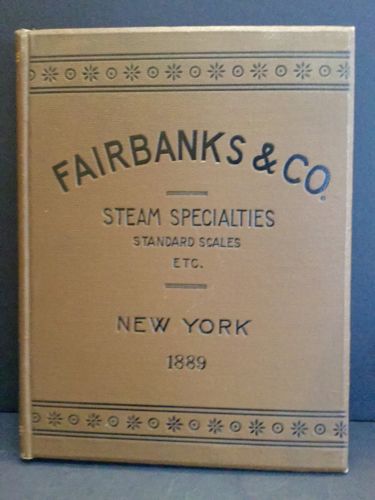 FAIRBANKS & CO.
STEAM SPECIALTIES
STANDARD SCALES
ETC.
NEW YORK
1889